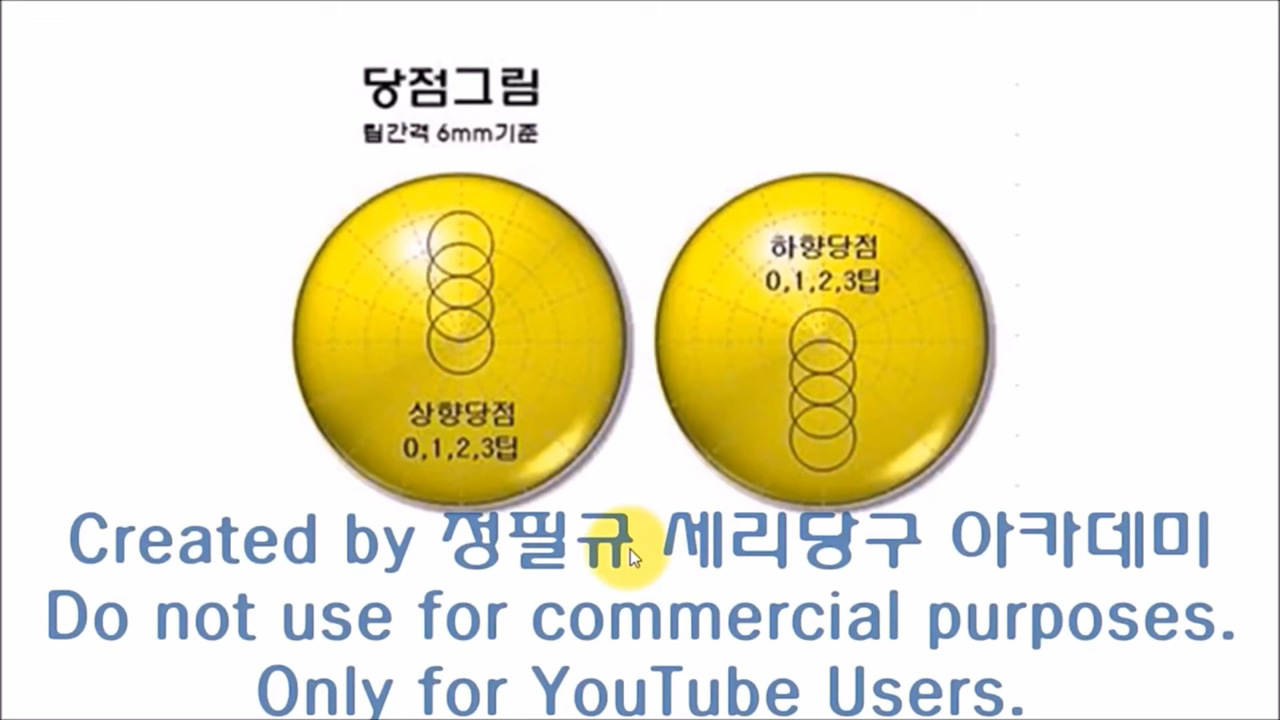 당점그림
팁간격 6mm기준
하향당점
0,1,2,3팁
상향당점
0,1,2,3팁
Created by 정필규 세리당구 아카데미
Do not use for commercial purposes.
Only for YouTube Users.